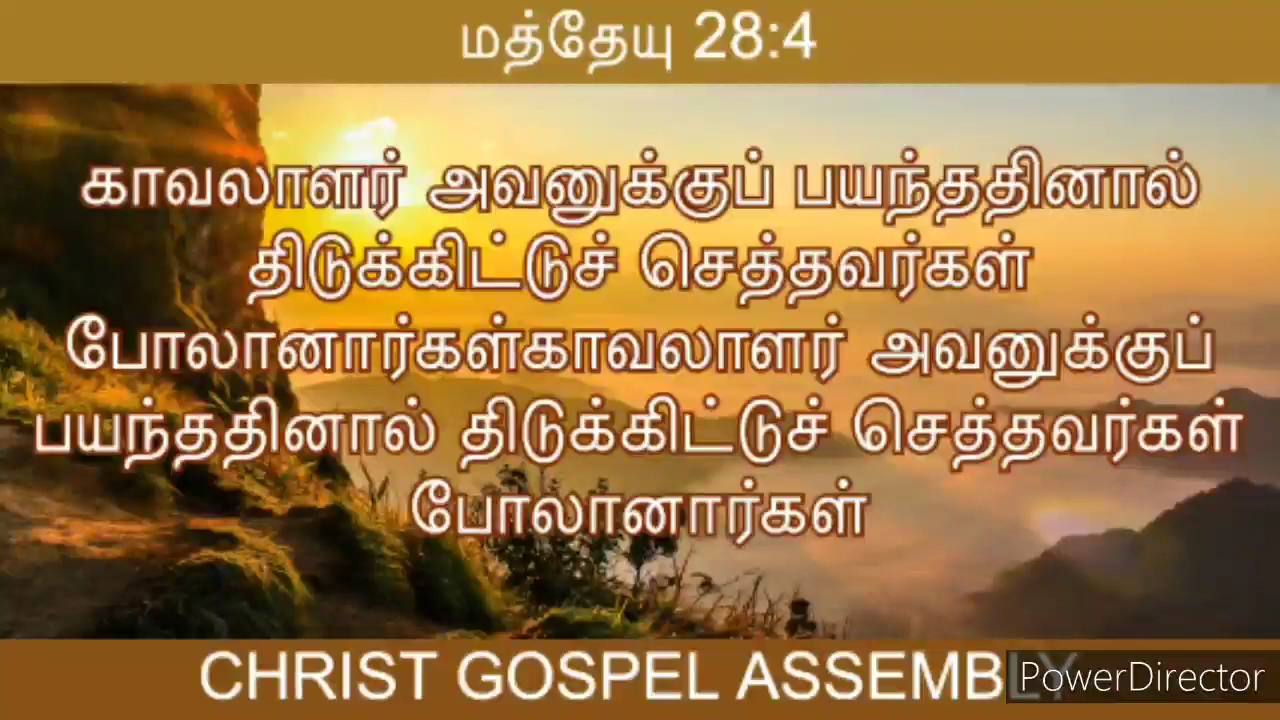 மத்தேயு 28:4
காவலாளர் அவனுக்குப் பயந்ததினால்
திடுக்கிட்டுச் செத்தவர்கள்
போலானார்கள்காவலாளர் அவனுக்குப்
பயந்ததினால் திடுக்கிட்டுச் செத்தவர்கள்
போலானார்கள்
CHRIST GOSPEL ASSEMBLY
PowerDirector